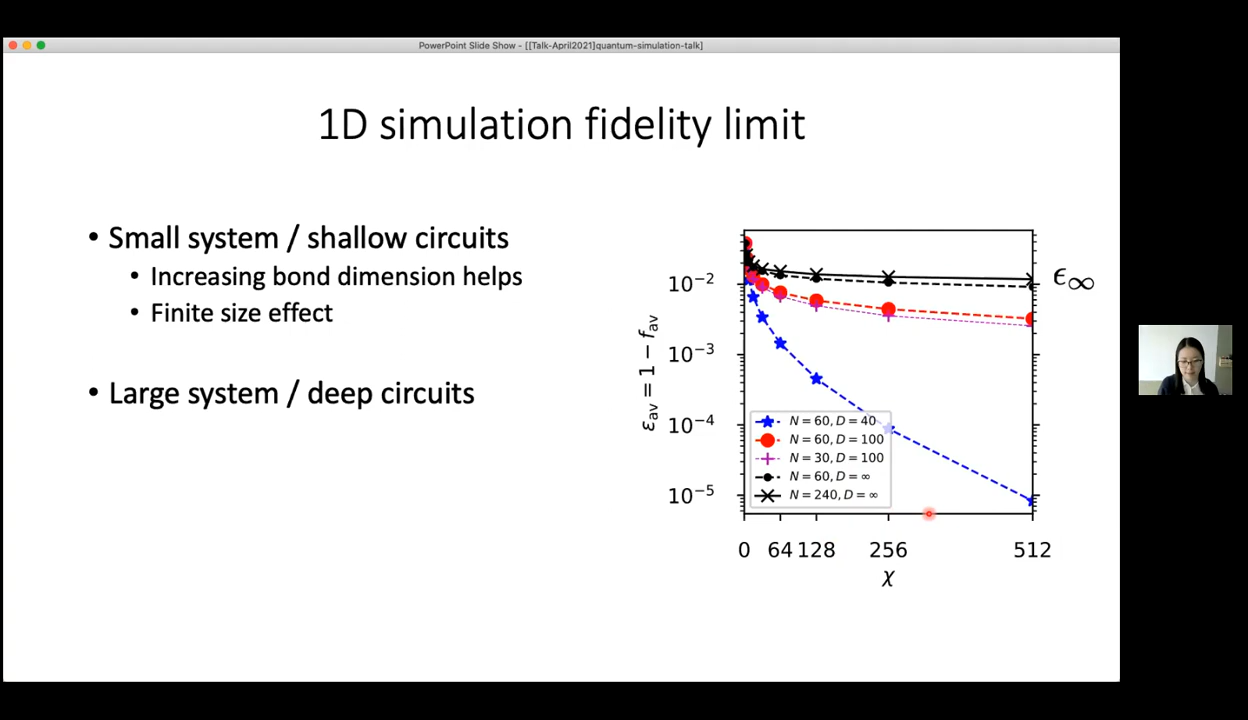 PowerPoint Slide Show - [[Talk-April2021]quantum-simulation-talk]
1D simulation fidelity limit
• Small system / shallow circuits
• Increasing bond dimension helps
• Finite size effect
• Large system / deep circuits
10⁻²
10⁻³
10⁻⁴
10⁻⁵
εav = 1 − fav
N = 60, D = 40
N = 60, D = 100
N = 30, D = 100
N = 60, D = ∞
N = 240, D = ∞
ϵ∞
0 64 128 256 512
χ